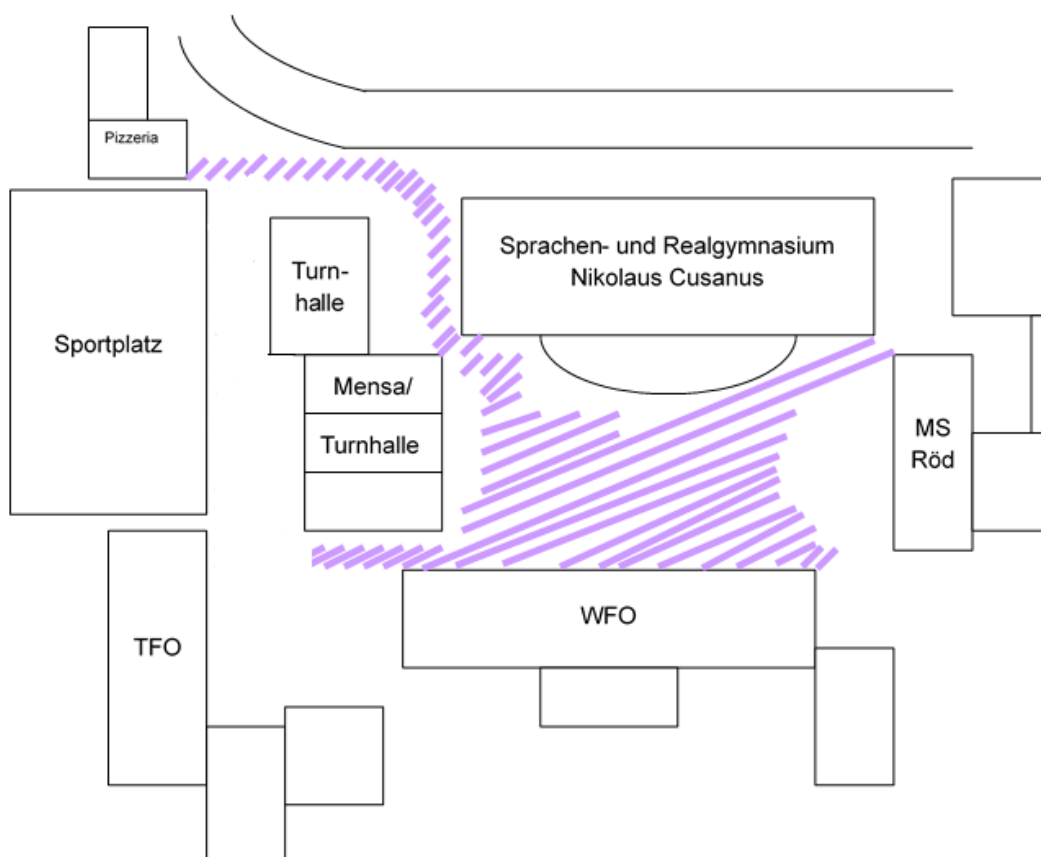 Pizzeria
Sprachen- und Realgymnasium
Nikolaus Cusanus
Turn-
halle
Sportplatz
Mensa/
Turnhalle
MS
Röd
WFO
TFO